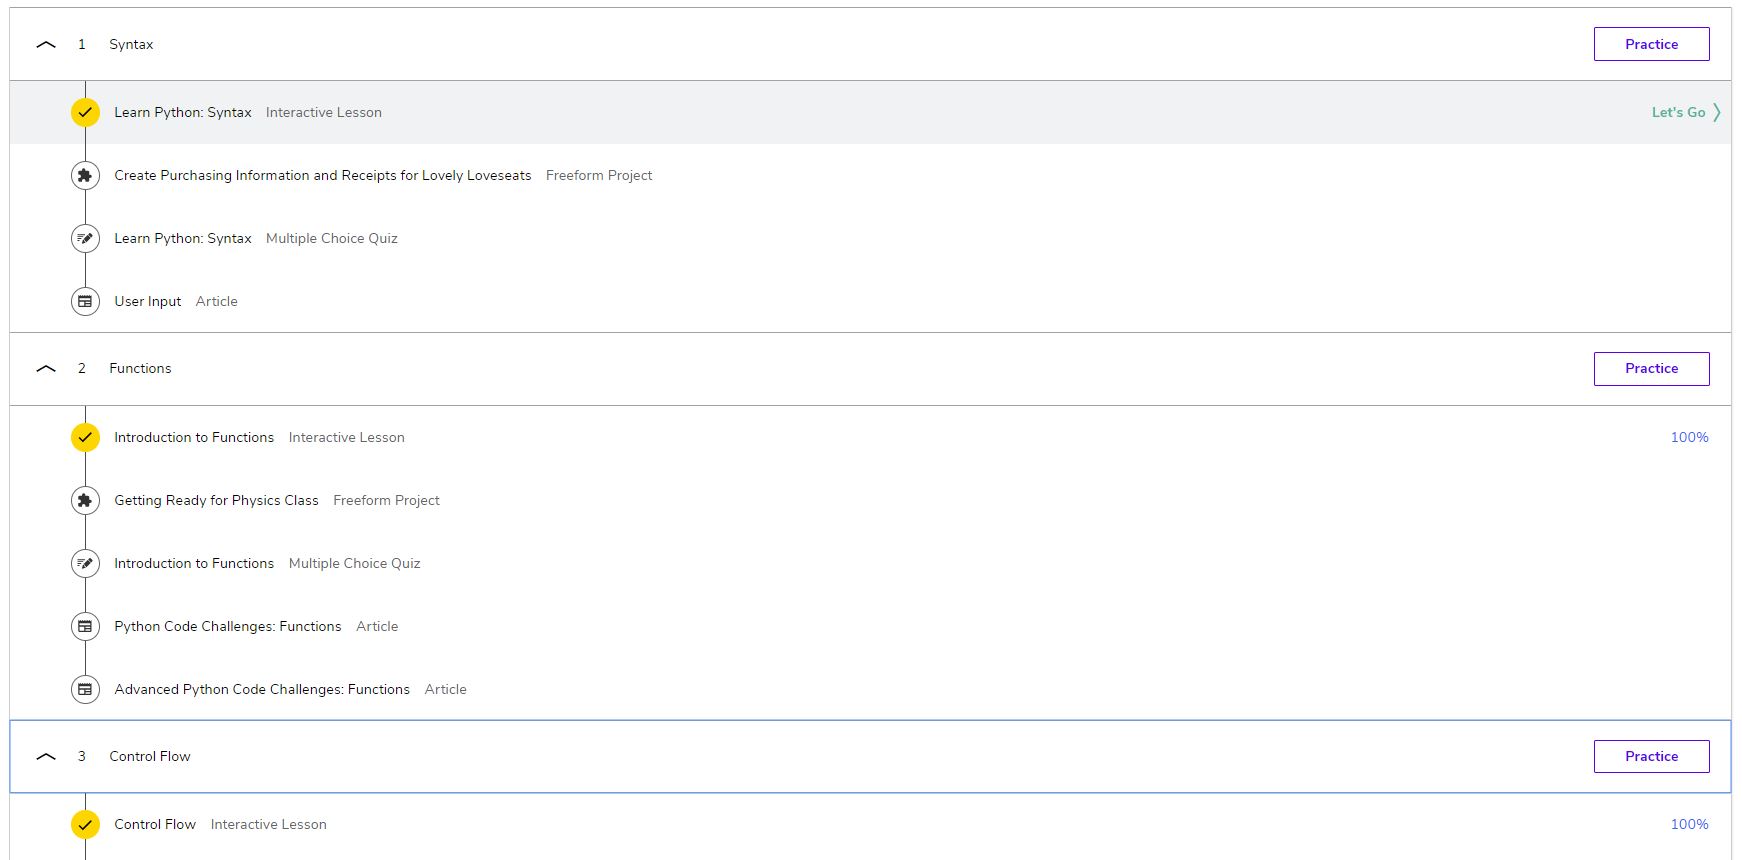 1 Syntax Practice
Learn Python: Syntax Interactive Lesson Let's Go
Create Purchasing Information and Receipts for Lovely Loveseats Freeform Project
Learn Python: Syntax Multiple Choice Quiz
User Input Article
2 Functions Practice
Introduction to Functions Interactive Lesson 100%
Getting Ready for Physics Class Freeform Project
Introduction to Functions Multiple Choice Quiz
Python Code Challenges: Functions Article
Advanced Python Code Challenges: Functions Article
3 Control Flow Practice
Control Flow Interactive Lesson 100%